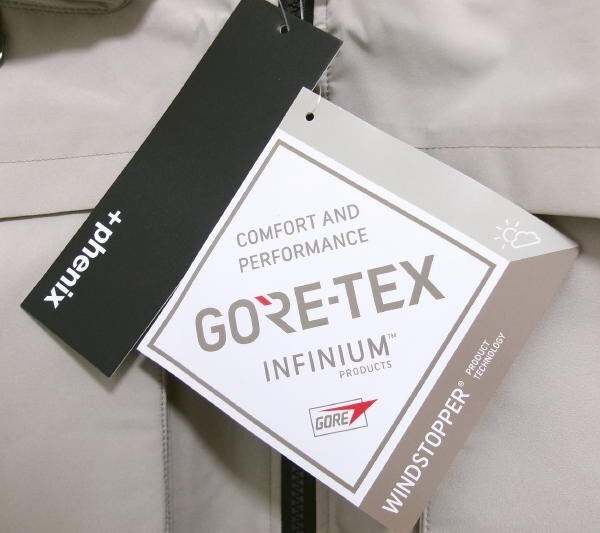 +phenix
COMFORT AND
PERFORMANCE
GORE-TEX
INFINIUM™
PRODUCTS
GORE
WINDSTOPPER®
PRODUCT
TECHNOLOGY